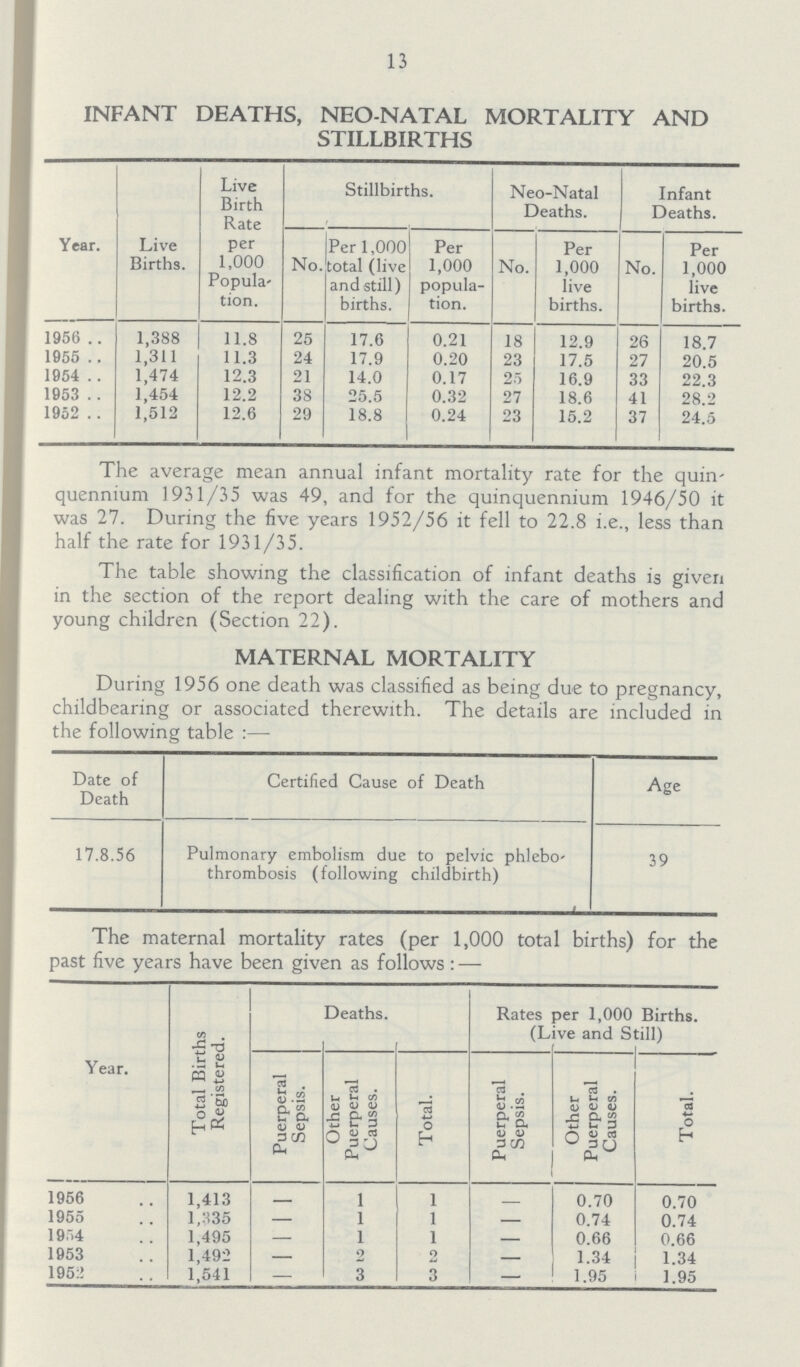 13
INFANT DEATHS, NEO-NATAL MORTALITY AND
STILLBIRTHS
Year. | Live Births. | Live Birth Rate per 1,000 Popula- tion. | Stillbirths. | Neo-Natal Deaths. | Infant Deaths.
No. | Per 1,000 total (live and still) births. | Per 1,000 popula- tion. | No. | Per 1,000 live births. | No. | Per 1,000 live births.
1956 .. 1,388 11.8 25 17.6 0.21 18 12.9 26 18.7
1955 .. 1,311 11.3 24 17.9 0.20 23 17.5 27 20.5
1954 .. 1,474 12.3 21 14.0 0.17 25 16.9 33 22.3
1953 .. 1,454 12.2 38 25.5 0.32 27 18.6 41 28.2
1952 .. 1,512 12.6 29 18.8 0.24 23 15.2 37 24.5
The average mean annual infant mortality rate for the quin-
quennium 1931/35 was 49, and for the quinquennium 1946/50 it
was 27. During the five years 1952/56 it fell to 22.8 i.e., less than
half the rate for 1931/35.
The table showing the classification of infant deaths is given
in the section of the report dealing with the care of mothers and
young children (Section 22).
MATERNAL MORTALITY
During 1956 one death was classified as being due to pregnancy,
childbearing or associated therewith. The details are included in
the following table :—
Date of Death | Certified Cause of Death | Age
17.8.56 Pulmonary embolism due to pelvic phlebo- 39
thrombosis (following childbirth)
The maternal mortality rates (per 1,000 total births) for the
past five years have been given as follows : —
Year. | Total Births Registered. | Deaths. | Rates per 1,000 Births. (Live and Still)
Puerperal Sepsis. | Other Puerperal Causes. | Total. | Puerperal Sepsis. | Other Puerperal Causes. | Total.
1956 .. 1,413 — 1 1 — 0.70 0.70
1955 .. 1,335 — 1 1 — 0.74 0.74
1954 .. 1,495 — 1 1 — 0.66 0.66
1953 .. 1,492 — 2 2 — 1.34 1.34
1952 .. 1,541 — 3 3 — 1.95 1.95